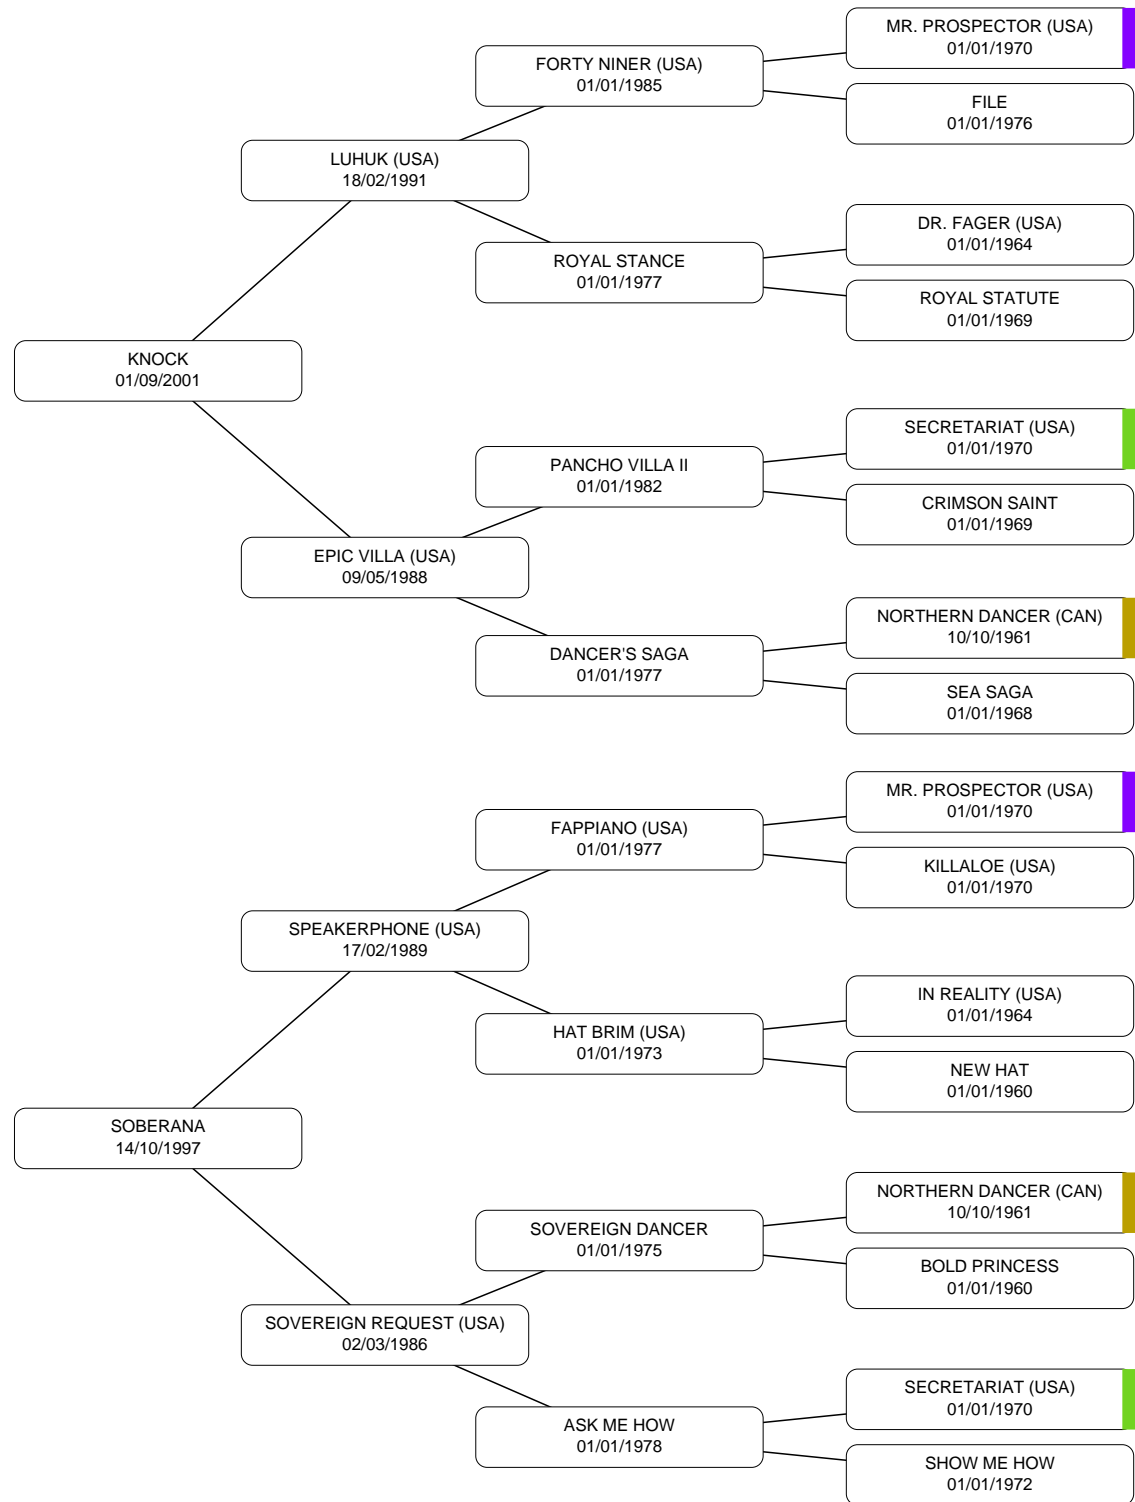 MR. PROSPECTOR (USA)
01/01/1970
FORTY NINER (USA)
01/01/1985
FILE
01/01/1976
LUHUK (USA)
18/02/1991
DR. FAGER (USA)
01/01/1964
ROYAL STANCE
01/01/1977
ROYAL STATUTE
01/01/1969
KNOCK
01/09/2001
SECRETARIAT (USA)
01/01/1970
PANCHO VILLA II
01/01/1982
CRIMSON SAINT
01/01/1969
EPIC VILLA (USA)
09/05/1988
NORTHERN DANCER (CAN)
10/10/1961
DANCER'S SAGA
01/01/1977
SEA SAGA
01/01/1968
MR. PROSPECTOR (USA)
01/01/1970
FAPPIANO (USA)
01/01/1977
KILLALOE (USA)
01/01/1970
SPEAKERPHONE (USA)
17/02/1989
IN REALITY (USA)
01/01/1964
HAT BRIM (USA)
01/01/1973
NEW HAT
01/01/1960
SOBERANA
14/10/1997
NORTHERN DANCER (CAN)
10/10/1961
SOVEREIGN DANCER
01/01/1975
BOLD PRINCESS
01/01/1960
SOVEREIGN REQUEST (USA)
02/03/1986
SECRETARIAT (USA)
01/01/1970
ASK ME HOW
01/01/1978
SHOW ME HOW
01/01/1972